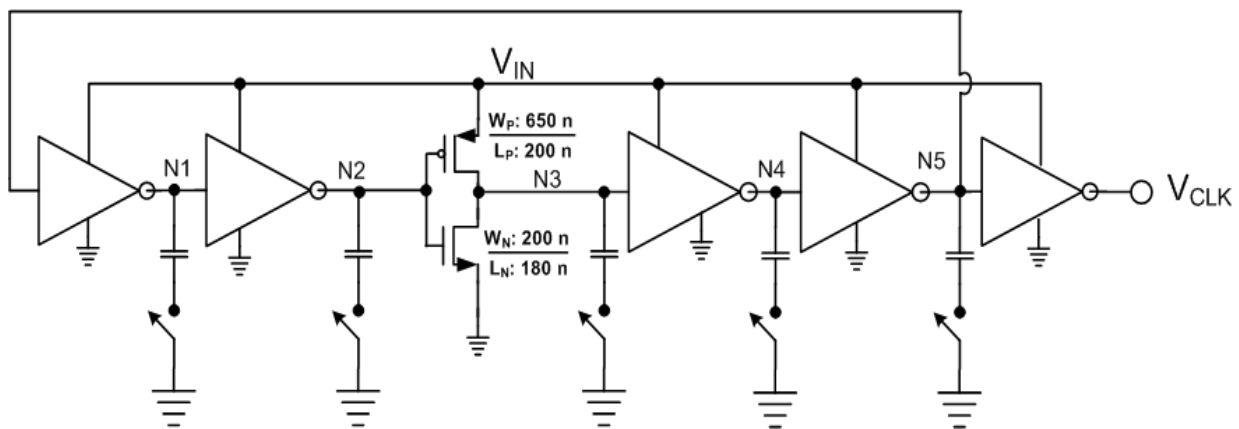 V_IN
W_P: 650 n
L_P: 200 n
N1
N2
N3
N4
N5
V_CLK
W_N: 200 n
L_N: 180 n